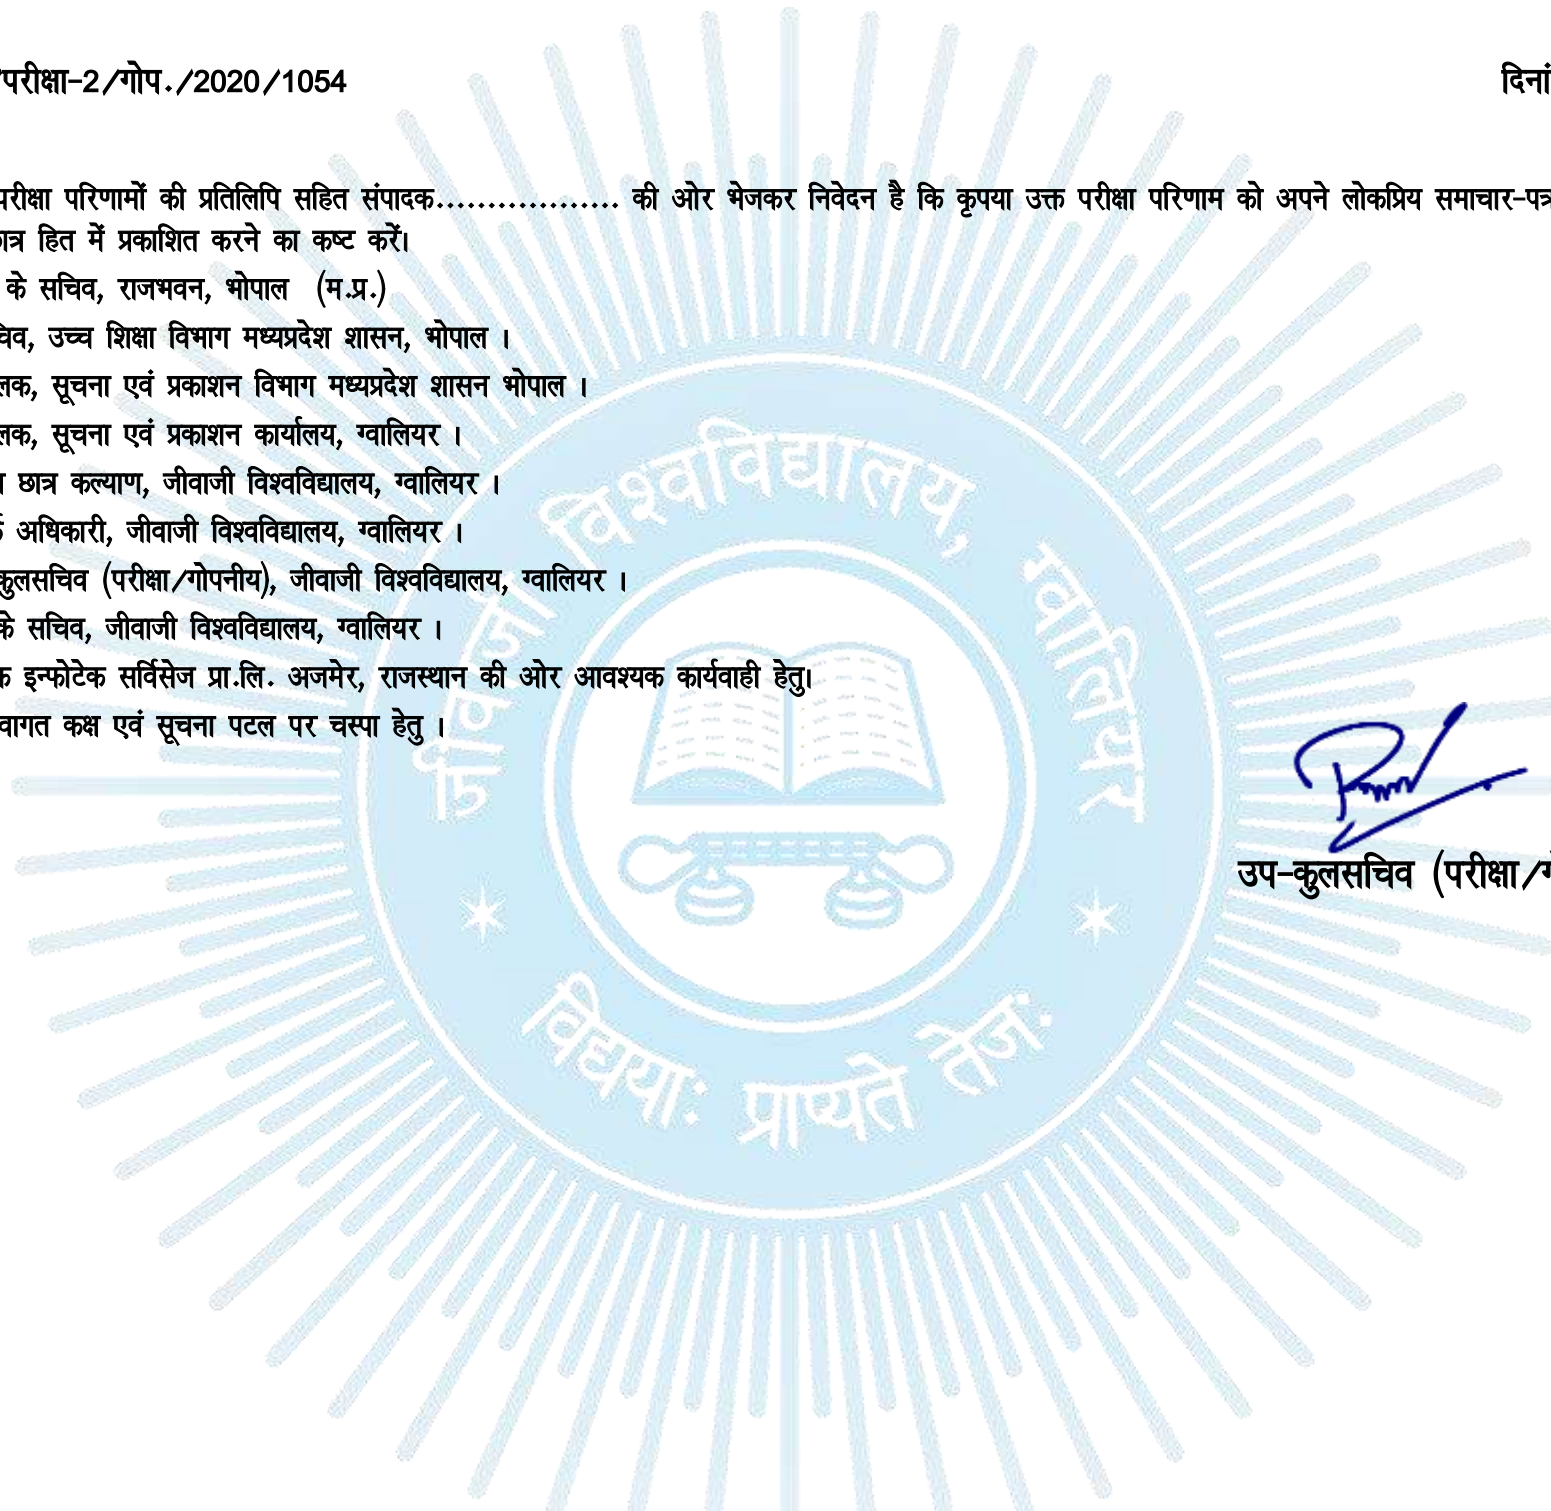 परीक्षा-2/गोप./2020/1054
परीक्षा परिणामों की प्रतिलिपि सहित संपादक.................. की ओर भेजकर निवेदन है कि कृपया उक्त परीक्षा परिणाम को अपने लोकप्रिय समाचार-पत्र
हित में प्रकाशित करने का कष्ट करें।
के सचिव, राजभवन, भोपाल (म.प्र.)
उच्च शिक्षा विभाग मध्यप्रदेश शासन, भोपाल ।
सूचना एवं प्रकाशन विभाग मध्यप्रदेश शासन भोपाल ।
सूचना एवं प्रकाशन कार्यालय, ग्वालियर ।
छात्र कल्याण, जीवाजी विश्वविद्यालय, ग्वालियर ।
अधिकारी, जीवाजी विश्वविद्यालय, ग्वालियर ।
कुलसचिव (परीक्षा/गोपनीय), जीवाजी विश्वविद्यालय, ग्वालियर ।
के सचिव, जीवाजी विश्वविद्यालय, ग्वालियर ।
इन्फोटेक सर्विसेज प्रा.लि. अजमेर, राजस्थान की ओर आवश्यक कार्यवाही हेतु।
कक्ष एवं सूचना पटल पर चस्पा हेतु ।
उप-कुलसचिव (परीक्षा/
जीवाजी विश्वविद्यालय, ग्वालियर
विद्यया: प्राप्यते तेज: